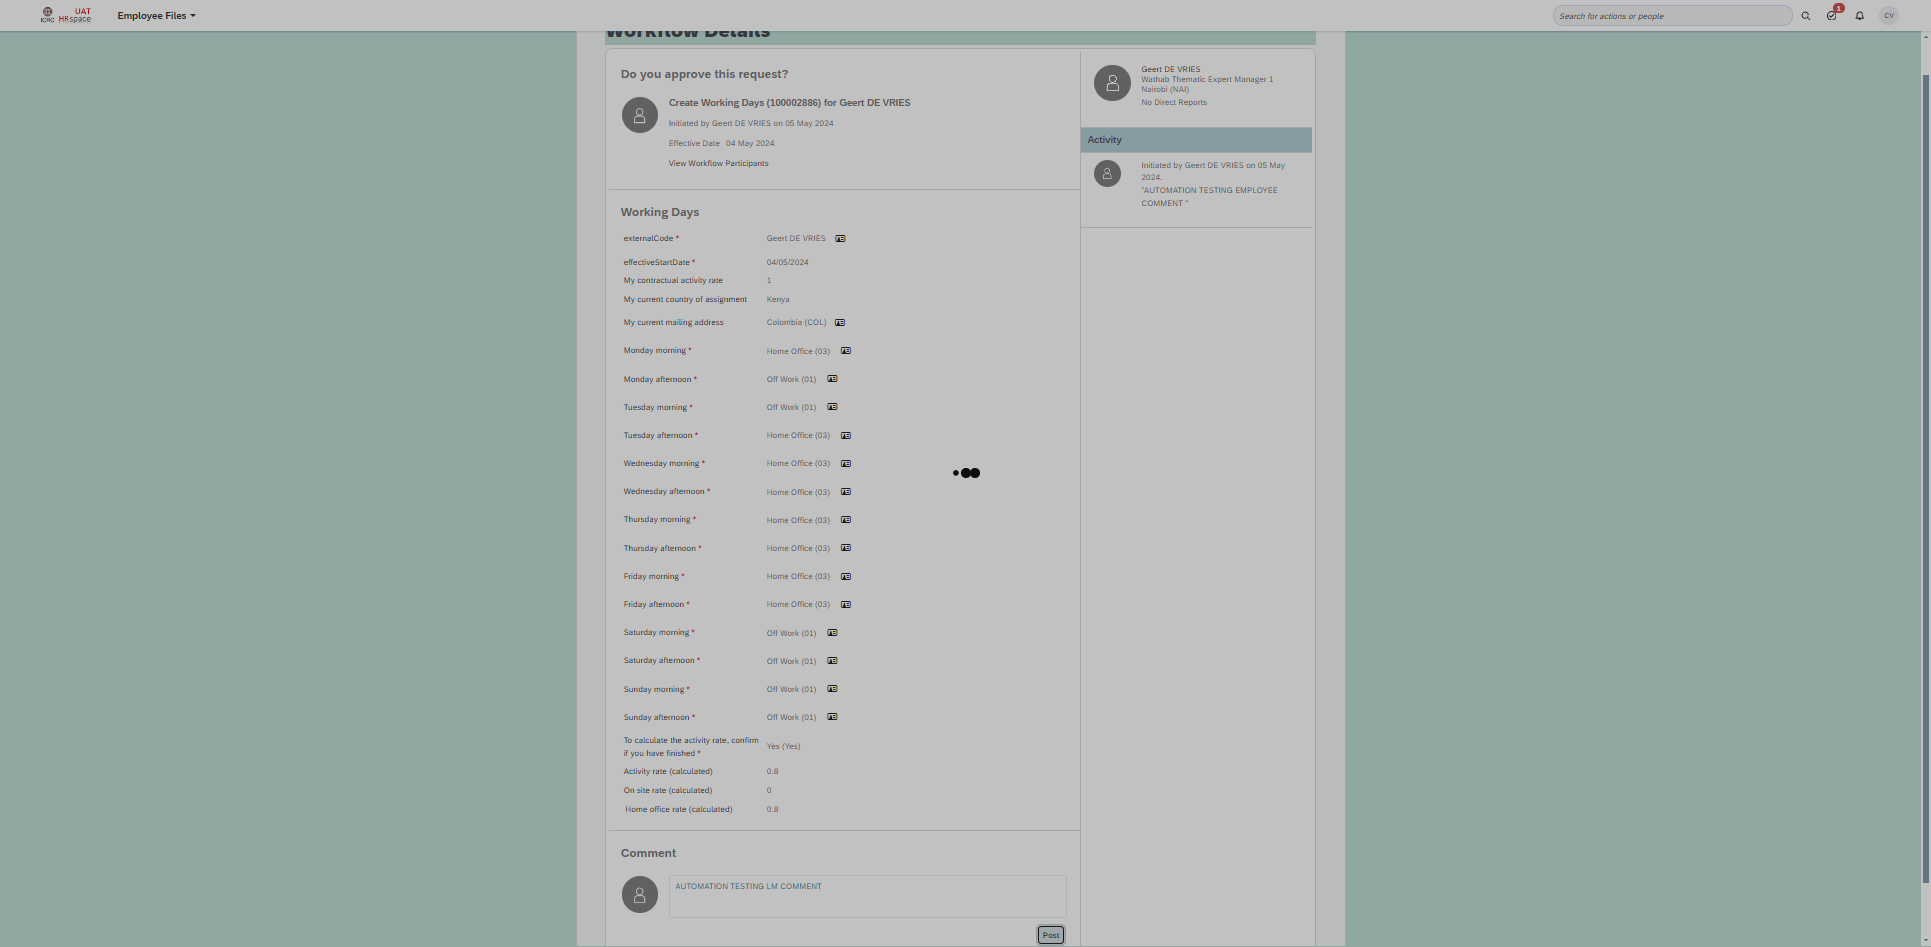 ICRC
UAT
HRspace
Employee Files
Search for actions or people
1
CV
Workflow Details
Do you approve this request?
Create Working Days (100002886) for Geert DE VRIES
Initiated by Geert DE VRIES on 05 May 2024
Effective Date 04 May 2024
View Workflow Participants
Working Days
externalCode * Geert DE VRIES
effectiveStartDate * 04/05/2024
My contractual activity rate 1
My current country of assignment Kenya
My current mailing address Colombia (COL)
Monday morning * Home Office (03)
Monday afternoon * Off Work (01)
Tuesday morning * Off Work (01)
Tuesday afternoon * Home Office (03)
Wednesday morning * Home Office (03)
Wednesday afternoon * Home Office (03)
Thursday morning * Home Office (03)
Thursday afternoon * Home Office (03)
Friday morning * Home Office (03)
Friday afternoon * Home Office (03)
Saturday morning * Off Work (01)
Saturday afternoon * Off Work (01)
Sunday morning * Off Work (01)
Sunday afternoon * Off Work (01)
To calculate the activity rate, confirm
if you have finished * Yes (Yes)
Activity rate (calculated) 0.8
On site rate (calculated) 0
Home office rate (calculated) 0.8
Comment
AUTOMATION TESTING LM COMMENT
Post
Geert DE VRIES
Wathab Thematic Expert Manager 1
Nairobi (NAI)
No Direct Reports
Activity
Initiated by Geert DE VRIES on 05 May
2024.
"AUTOMATION TESTING EMPLOYEE
COMMENT "